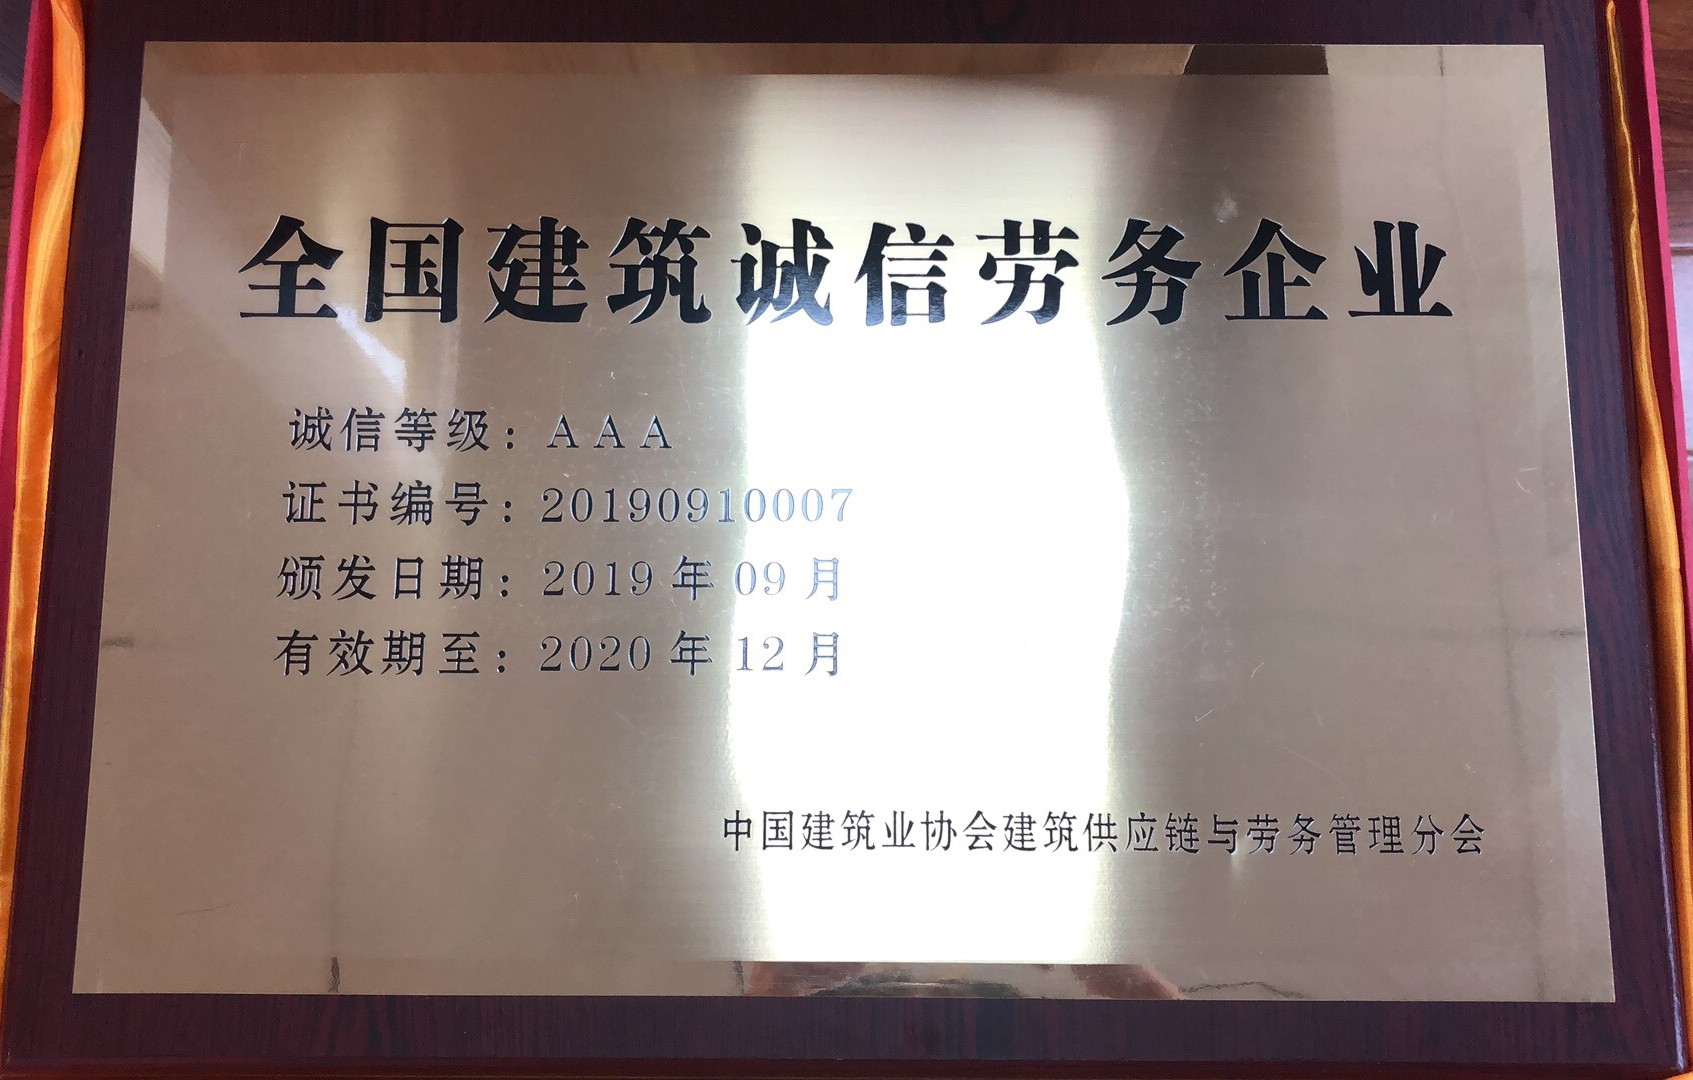 全国建筑诚信劳务企业
诚信等级：AAA
证书编号：20190910007
颁发日期：2019年09月
有效期至：2020年12月
中国建筑业协会建筑供应链与劳务管理分会